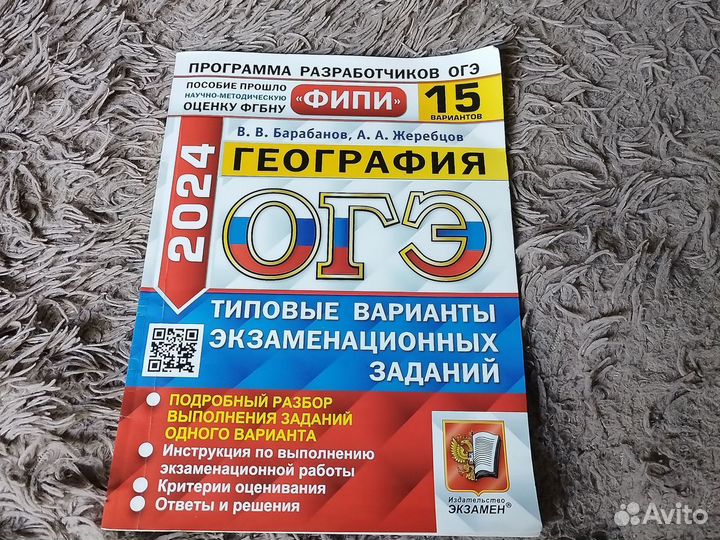 ПРОГРАММА РАЗРАБОТЧИКОВ ОГЭ
ПОСОБИЕ ПРОШЛО
НАУЧНО-МЕТОДИЧЕСКУЮ
ОЦЕНКУ ФГБНУ
«ФИПИ»
15
ВАРИАНТОВ
В. В. Барабанов, А. А. Жеребцов
2024
ГЕОГРАФИЯ
ОГЭ
ТИПОВЫЕ ВАРИАНТЫ
ЭКЗАМЕНАЦИОННЫХ
ЗАДАНИЙ
• ПОДРОБНЫЙ РАЗБОР
ВЫПОЛНЕНИЯ ЗАДАНИЙ
ОДНОГО ВАРИАНТА
• Инструкция по выполнению
экзаменационной работы
• Критерии оценивания
• Ответы и решения
Издательство
ЭКЗАМЕН®
Avito